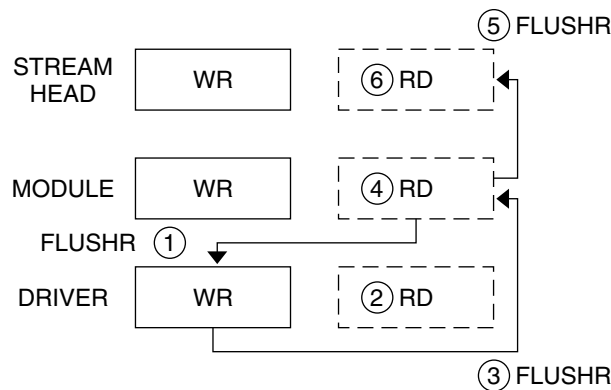 ⑤ FLUSHR
STREAM
HEAD
WR
⑥ RD
MODULE
WR
④ RD
FLUSHR ①
DRIVER
WR
② RD
③ FLUSHR